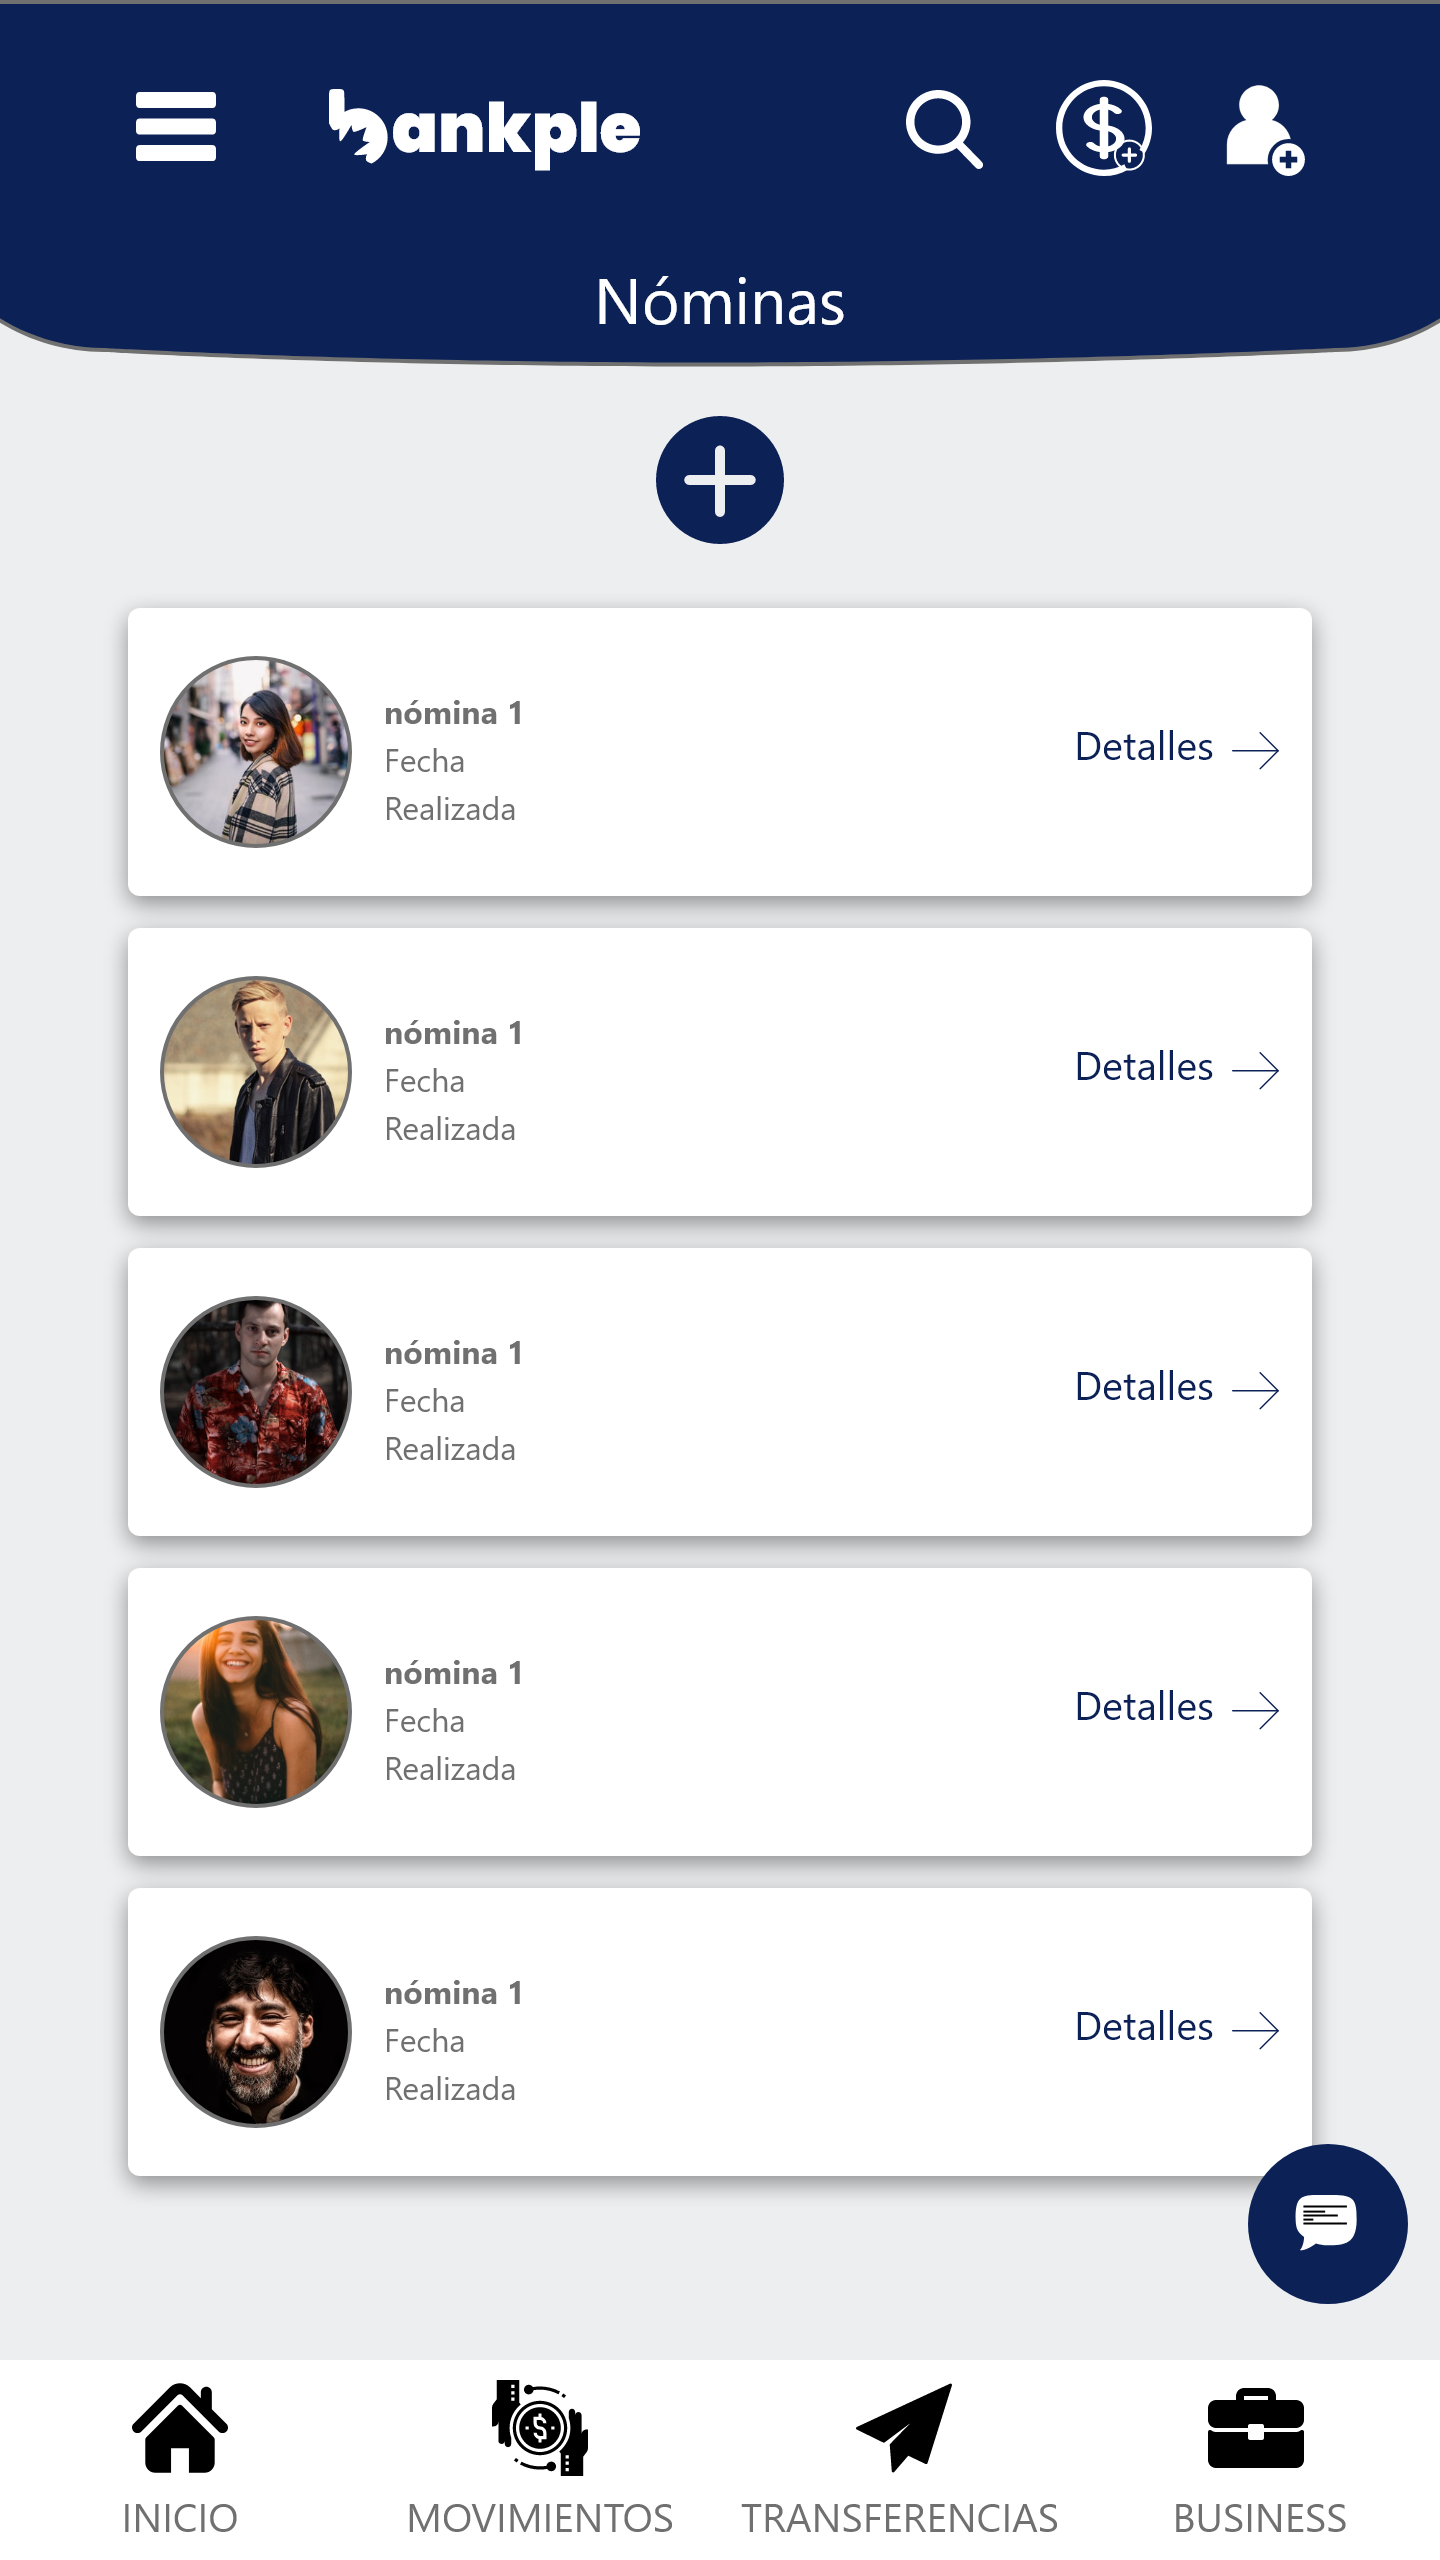 bankple
Nóminas
nómina 1
Fecha
Realizada
Detalles
nómina 1
Fecha
Realizada
Detalles
nómina 1
Fecha
Realizada
Detalles
nómina 1
Fecha
Realizada
Detalles
nómina 1
Fecha
Realizada
Detalles
INICIO
MOVIMIENTOS
TRANSFERENCIAS
BUSINESS